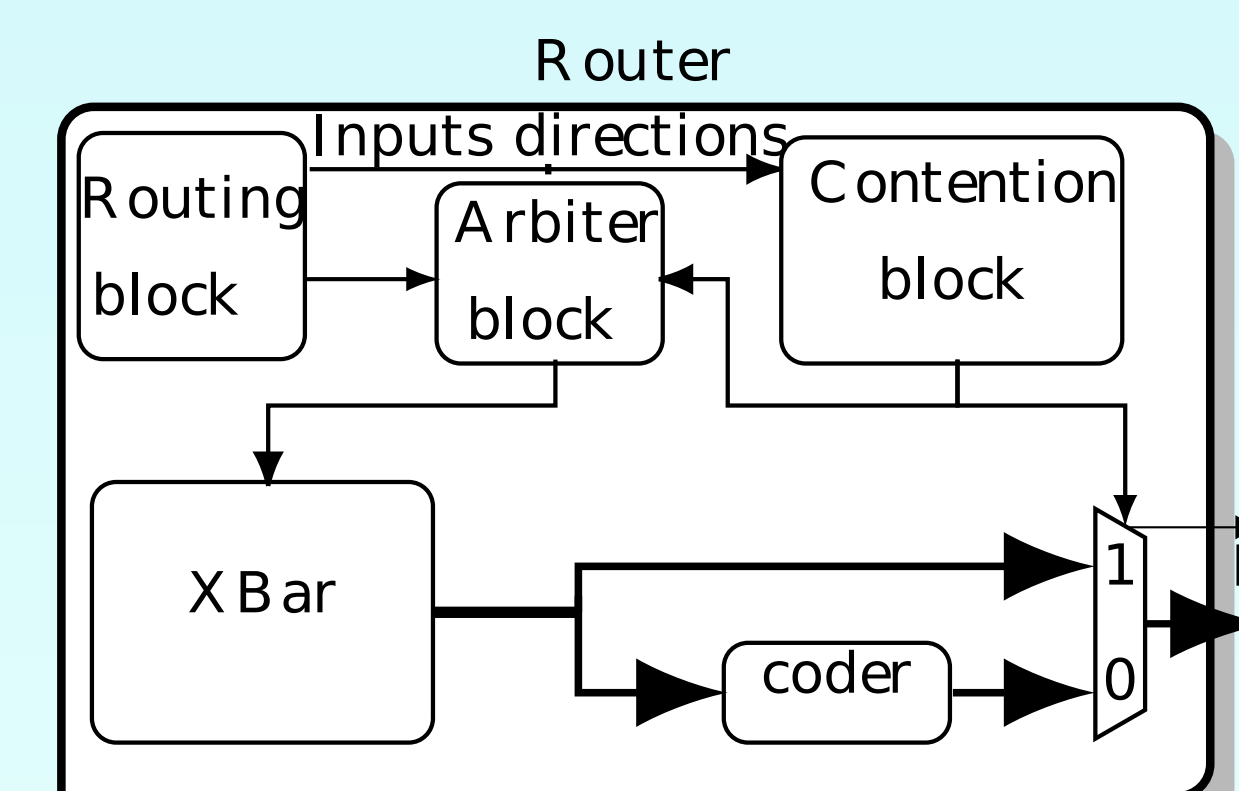 Router
Inputs directions
Routing
block
Arbiter
block
Contention
block
XBar
coder
1
0